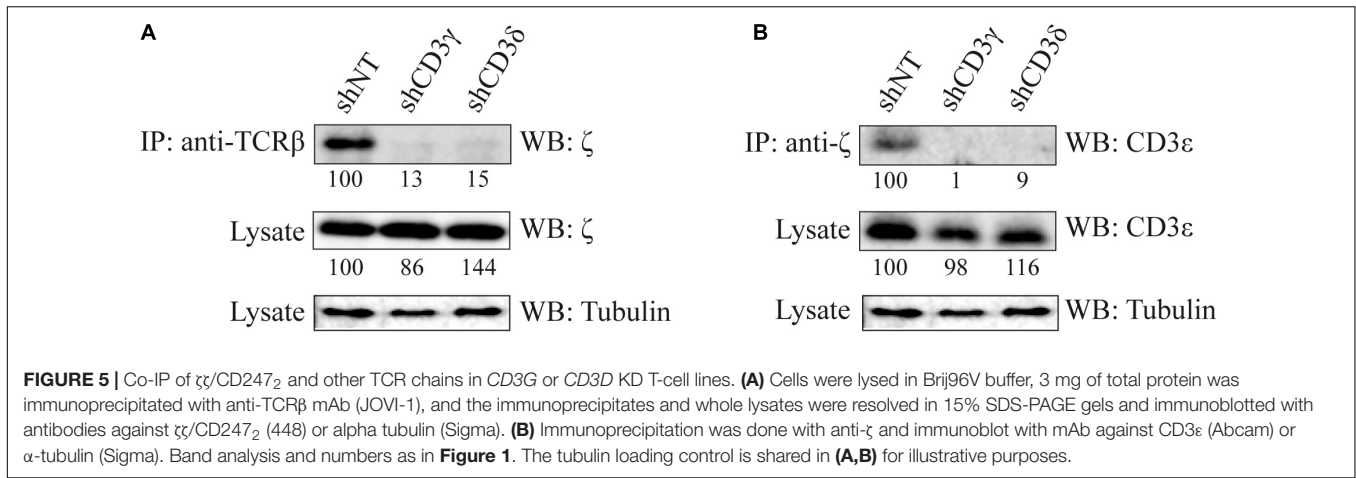 A
shNT
shCD3γ
shCD3δ
IP: anti-TCRβ
WB: ζ
100 13 15
Lysate
WB: ζ
100 86 144
Lysate
WB: Tubulin
B
shNT
shCD3γ
shCD3δ
IP: anti-ζ
WB: CD3ε
100 1 9
Lysate
WB: CD3ε
100 98 116
Lysate
WB: Tubulin
FIGURE 5 | Co-IP of ζζ/CD247₂ and other TCR chains in CD3G or CD3D KD T-cell lines. (A) Cells were lysed in Brij96V buffer, 3 mg of total protein was
immunoprecipitated with anti-TCRβ mAb (JOVI-1), and the immunoprecipitates and whole lysates were resolved in 15% SDS-PAGE gels and immunoblotted with
antibodies against ζζ/CD247₂ (448) or alpha tubulin (Sigma). (B) Immunoprecipitation was done with anti-ζ and immunoblot with mAb against CD3ε (Abcam) or
α-tubulin (Sigma). Band analysis and numbers as in Figure 1. The tubulin loading control is shared in (A,B) for illustrative purposes.